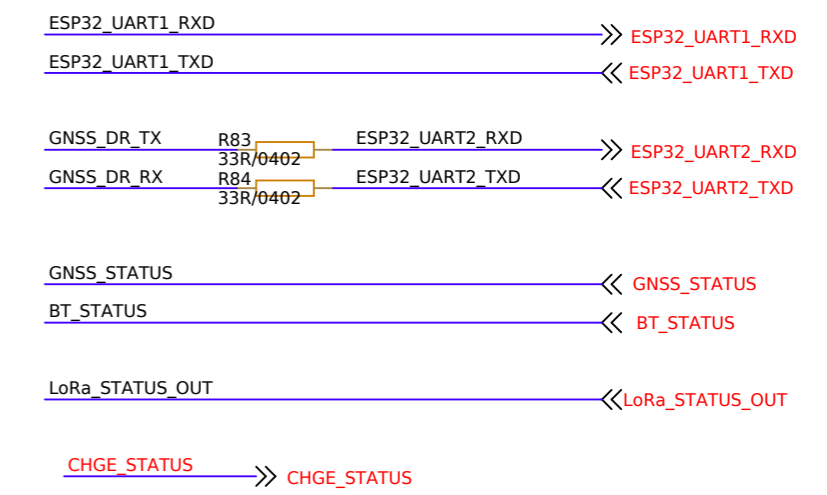 ESP32_UART1_RXD
ESP32_UART1_RXD
ESP32_UART1_TXD
ESP32_UART1_TXD
GNSS_DR_TX R83 ESP32_UART2_RXD
33R/0402 ESP32_UART2_RXD
GNSS_DR_RX R84 ESP32_UART2_TXD
33R/0402 ESP32_UART2_TXD
GNSS_STATUS
GNSS_STATUS
BT_STATUS
BT_STATUS
LoRa_STATUS_OUT
LoRa_STATUS_OUT
CHGE_STATUS
CHGE_STATUS